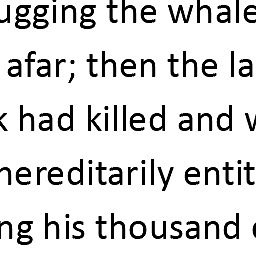 ugging the whale
afar; then the la
k had killed and w
hereditarily entit
ng his thousand